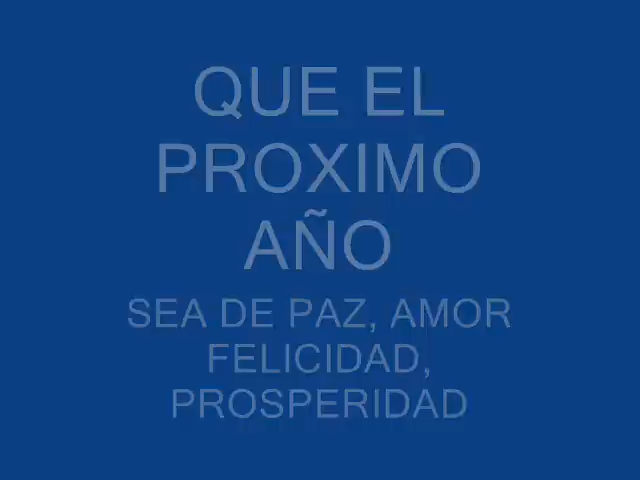 QUE EL
PROXIMO
AÑO
SEA DE PAZ, AMOR
FELICIDAD,
PROSPERIDAD